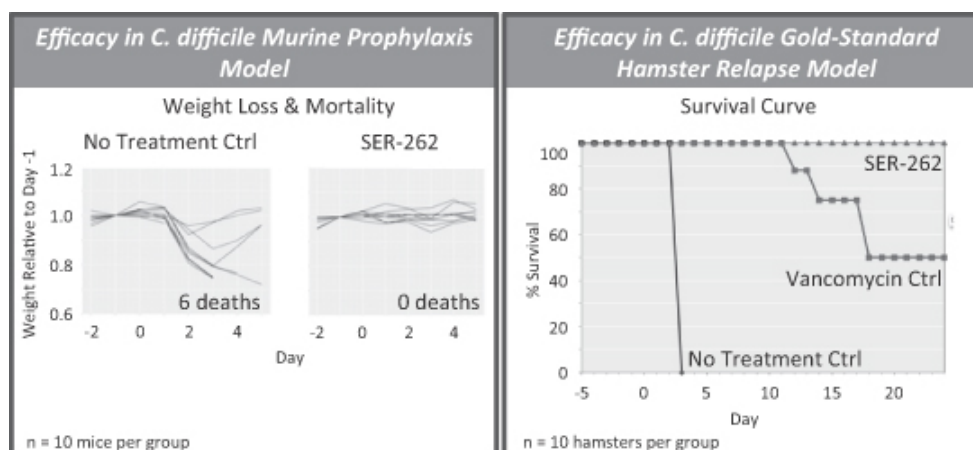 Efficacy in C. difficile Murine Prophylaxis
Model
Weight Loss & Mortality
No Treatment Ctrl
SER-262
Weight Relative to Day -1
1.2
1.0
0.8
0.6
6 deaths
0 deaths
-2 0 2 4
-2 0 2 4
Day
n = 10 mice per group
Efficacy in C. difficile Gold-Standard
Hamster Relapse Model
Survival Curve
% Survival
100
80
60
40
20
0
SER-262
Vancomycin Ctrl
No Treatment Ctrl
-5 0 5 10 15 20
Day
n = 10 hamsters per group